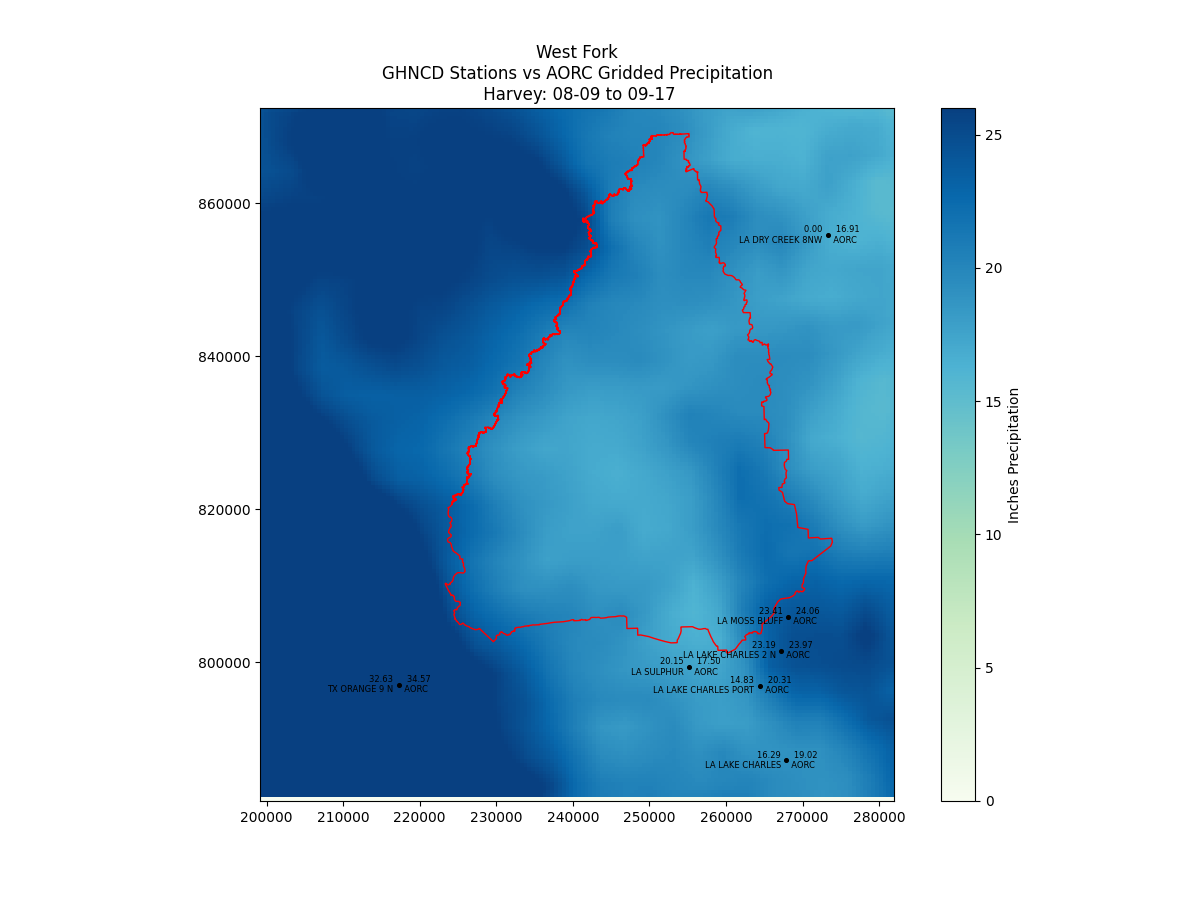 West Fork
GHNCD Stations vs AORC Gridded Precipitation
Harvey: 08-09 to 09-17
860000
840000
820000
800000
200000 210000 220000 230000 240000 250000 260000 270000 280000
0.00 16.91
LA DRY CREEK 8NW AORC
23.41 24.06
LA MOSS BLUFF AORC
23.19 23.97
LA LAKE CHARLES 2 N AORC
20.15 17.50
LA SULPHUR AORC
32.63 34.57
TX ORANGE 9 N AORC
14.83 20.31
LA LAKE CHARLES PORT AORC
16.29 19.02
LA LAKE CHARLES AORC
25
20
15
10
5
0
Inches Precipitation